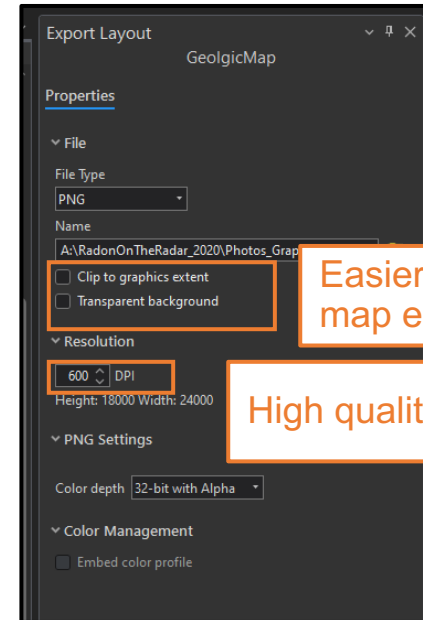 Export Layout
GeolgicMap
Properties
File
File Type
PNG
Name
A:\RadonOnTheRadar_2020\Photos_Grap
Clip to graphics extent
Transparent background
Easier
map e
Resolution
600 DPI
Height: 18000 Width: 24000
High qualit
PNG Settings
Color depth 32-bit with Alpha
Color Management
Embed color profile